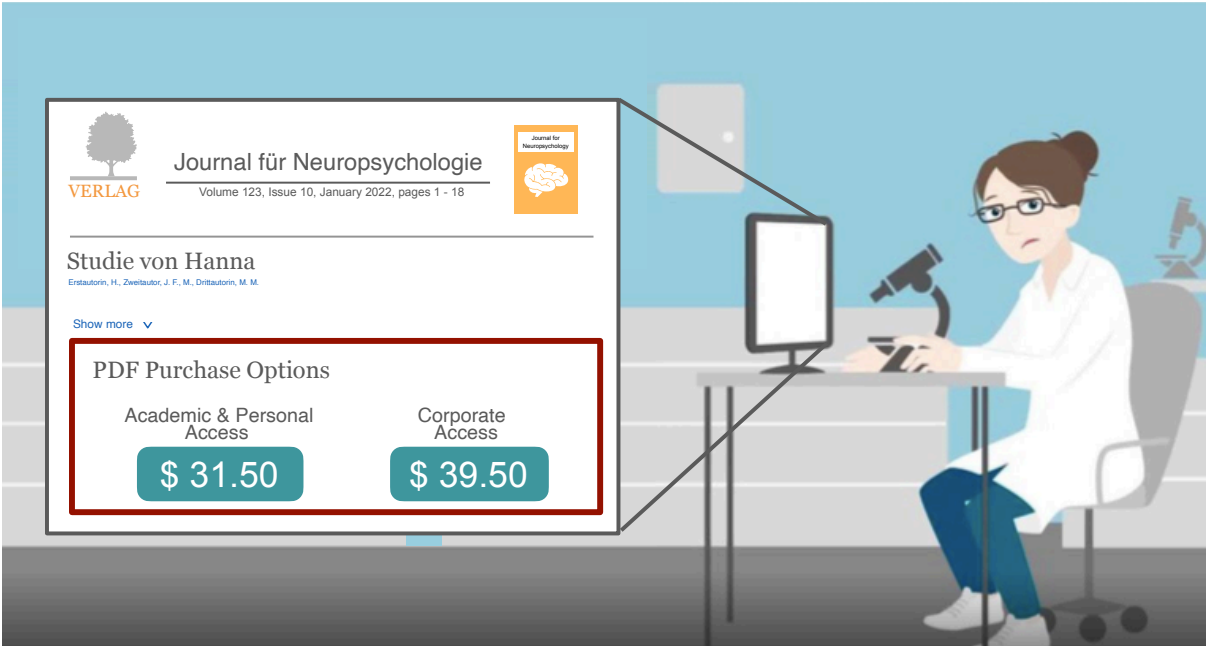 VERLAG
Journal für Neuropsychologie
Volume 123, Issue 10, January 2022, pages 1 - 18
Journal for
Neuropsychology
Studie von Hanna
Erstautorin, H., Zweitautor, J. F., M., Drittautorin, M. M.
Show more v
PDF Purchase Options
Academic & Personal
Access
$ 31.50
Corporate
Access
$ 39.50